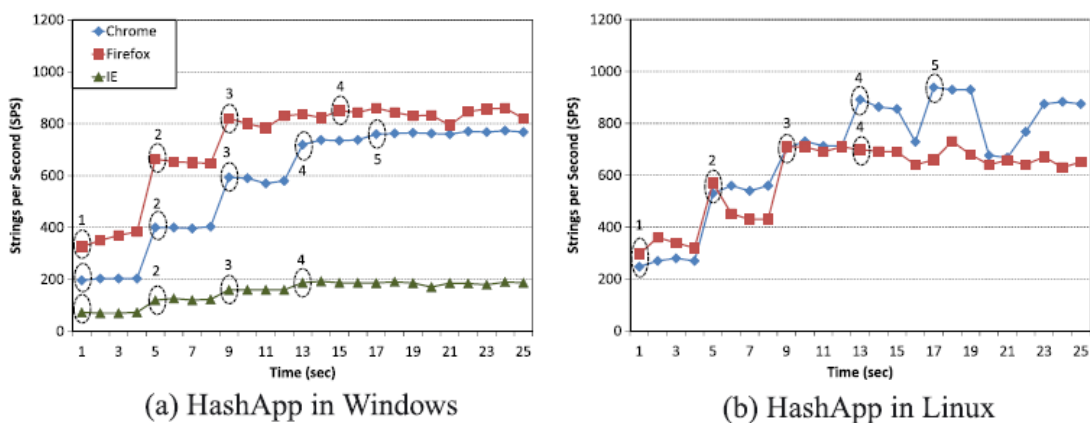 1200
1000
800
600
400
200
0
Strings per Second (SPS)
Chrome
Firefox
IE
1
2
3
4
2
3
4
5
2
3
4
1 3 5 7 9 11 13 15 17 19 21 23 25
Time (sec)
(a) HashApp in Windows
1200
1000
800
600
400
200
0
Strings per Second (SPS)
1
2
3
4
5
4
1 3 5 7 9 11 13 15 17 19 21 23 25
Time (sec)
(b) HashApp in Linux